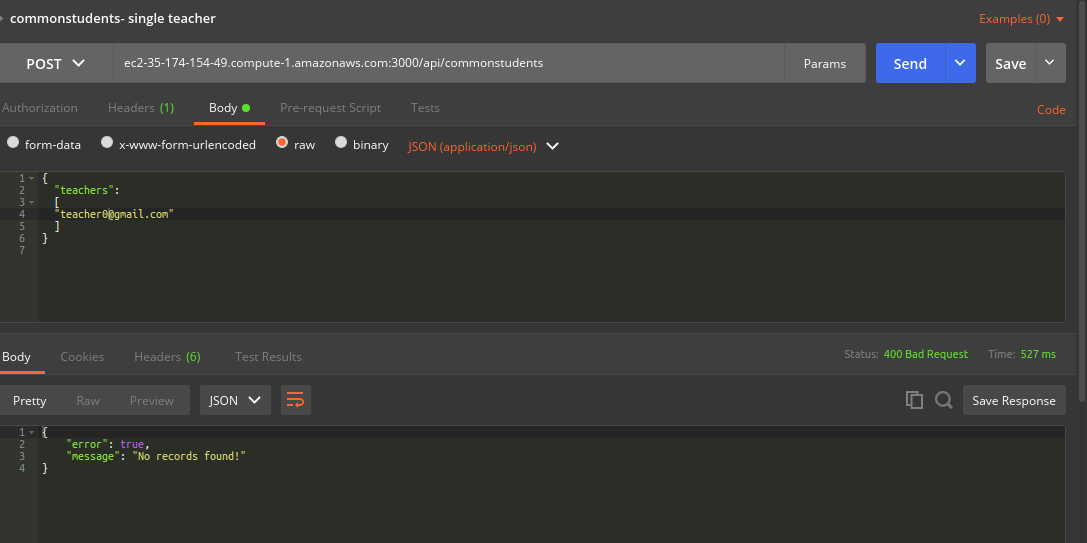 commonstudents- single teacher Examples (0)
POST ec2-35-174-154-49.compute-1.amazonaws.com:3000/api/commonstudents Params Send Save
Authorization Headers (1) Body Pre-request Script Tests Code
form-data x-www-form-urlencoded raw binary JSON (application/json)
1 {
2 "teachers":
3 [
4 "teacher0@gmail.com"
5 ]
6 }
7
Body Cookies Headers (6) Test Results Status: 400 Bad Request Time: 527 ms
Pretty Raw Preview JSON Save Response
1 {
2 "error": true,
3 "message": "No records found!"
4 }